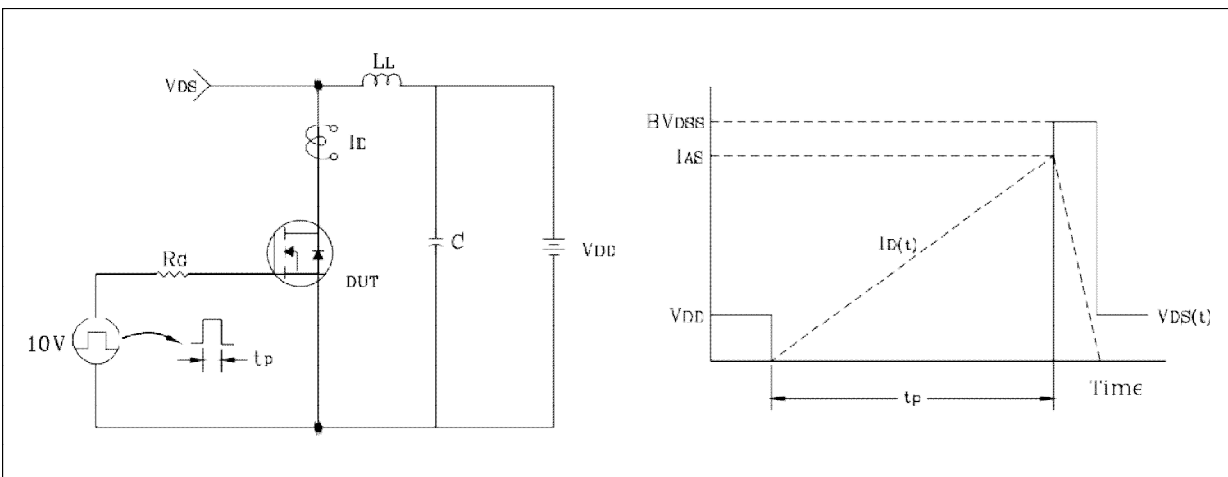 LL
VDS
ID
RG
DUT
C
VDD
10V
tp
BVDSS
IAS
ID(t)
VDD
VDS(t)
tp
Time